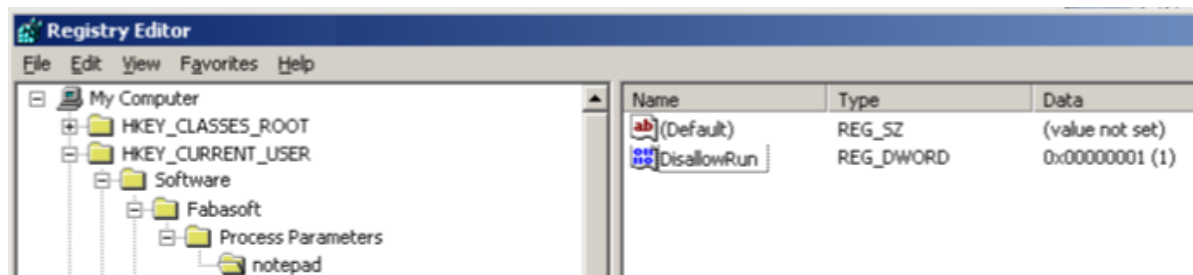 Registry Editor
File Edit View Favorites Help
My Computer
HKEY_CLASSES_ROOT
HKEY_CURRENT_USER
Software
Fabasoft
Process Parameters
notepad
Name Type Data
(Default) REG_SZ (value not set)
DisallowRun REG_DWORD 0x00000001 (1)